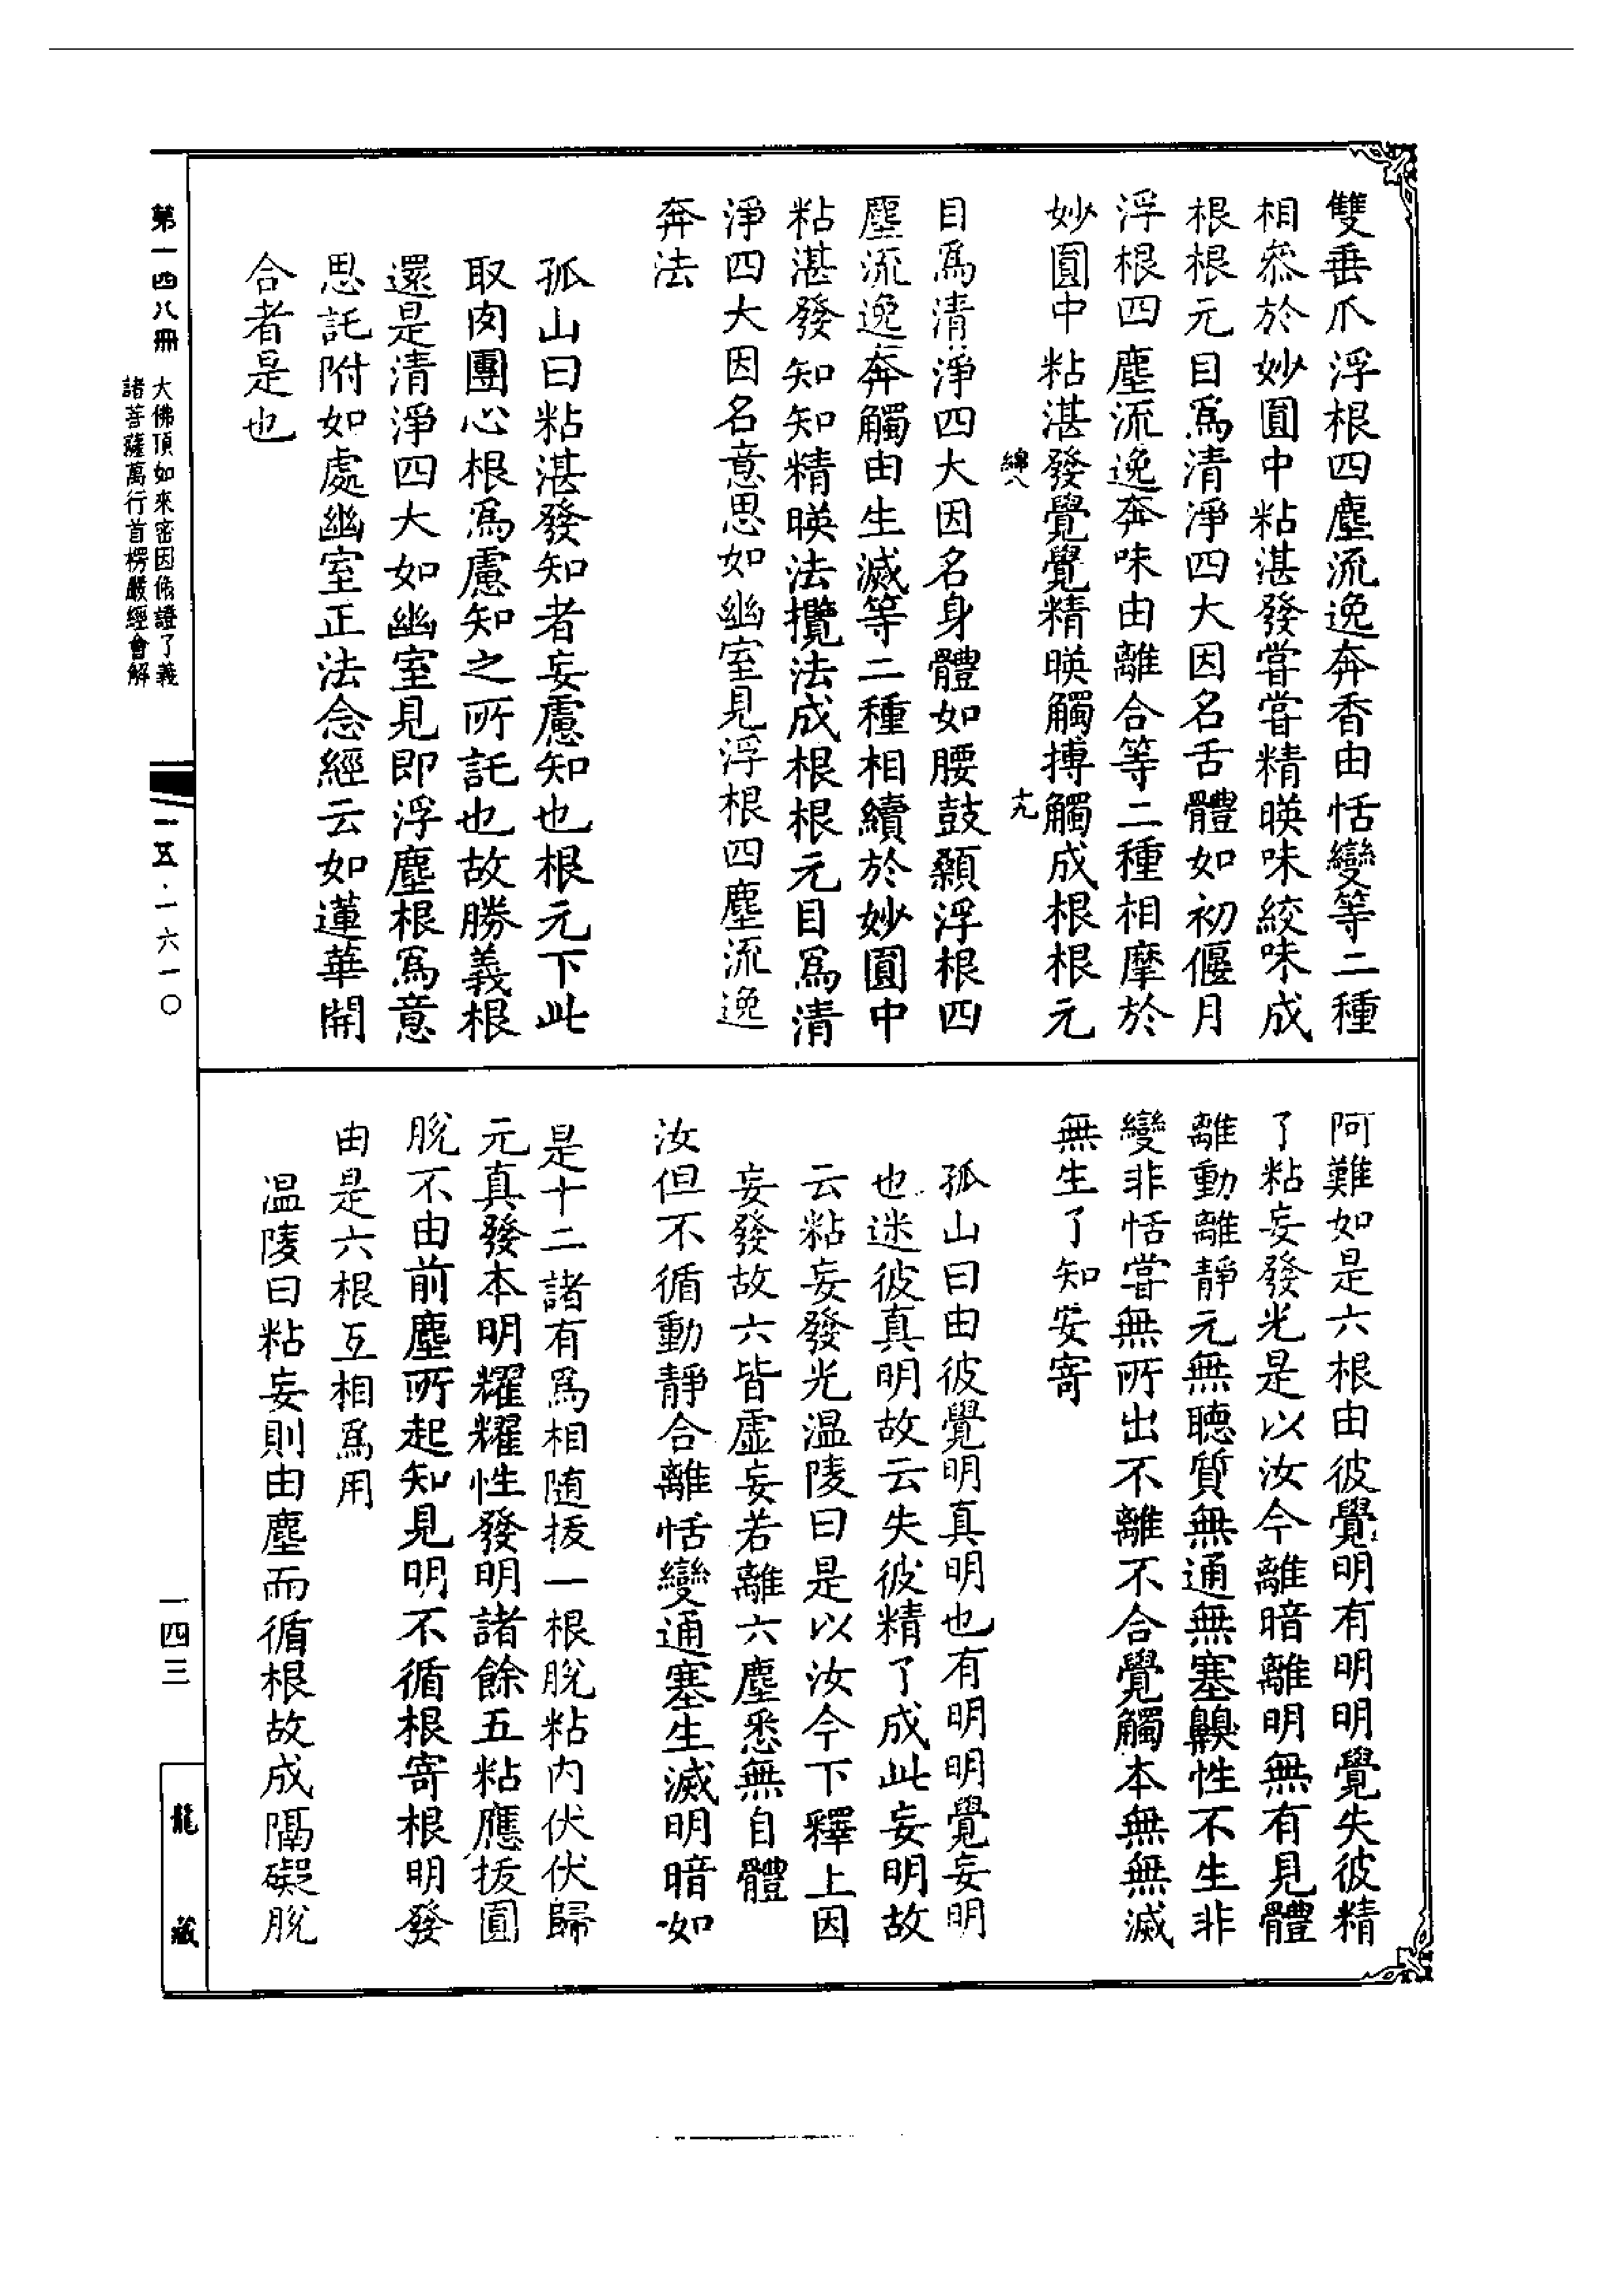 雙垂爪浮根四塵流逸奔香由恬變等二種
相叅於妙圓中粘湛發甞甞精暎味絞味成
根根元目爲清淨四大因名舌體如初偃月
浮根四塵流逸奔味由離合等二種相摩於
妙圓中粘湛發覺覺精暎觸搏觸成根根元
綿八
十九
目爲清淨四大因名身體如腰鼓顙浮根四
塵流逸奔觸由生滅等二種相續於妙圓中
粘湛發知知精暎法攬法成根根元目爲清
淨四大因名意思如幽室見浮根四塵流逸
奔法
孤山曰粘湛發知者妄慮知也根元下此
取肉團心根爲慮知之所託也故勝義根
還是清淨四大如幽室見即浮塵根爲意
思託附如處幽室正法念經云如蓮華開
合者是也
阿難如是六根由彼覺明有明明覺失彼精
了粘妄發光是以汝今離暗離明無有見體
離動離靜元無聽質無通無塞齅性不生非
變非恬甞無所出不離不合覺觸本無無滅
無生了知安寄
孤山曰由彼覺明真明也有明明覺妄明
也迷彼真明故云失彼精了成此妄明故
云粘妄發光温陵曰是以汝今下釋上因
妄發故六皆虛妄若離六塵悉無自體
汝但不循動靜合離恬變通塞生滅明暗如
是十二諸有爲相随拔一根脫粘内伏伏歸
元真發本明耀耀性發明諸餘五粘應拔圓
脫不由前塵所起知見明不循根寄根明發
由是六根互相爲用
温陵曰粘妄則由塵而循根故成隔礙脫
第一四八冊
大佛頂如來密因脩證了義
諸菩薩萬行首楞嚴經會解
一五·一六一〇
一四三
龍藏